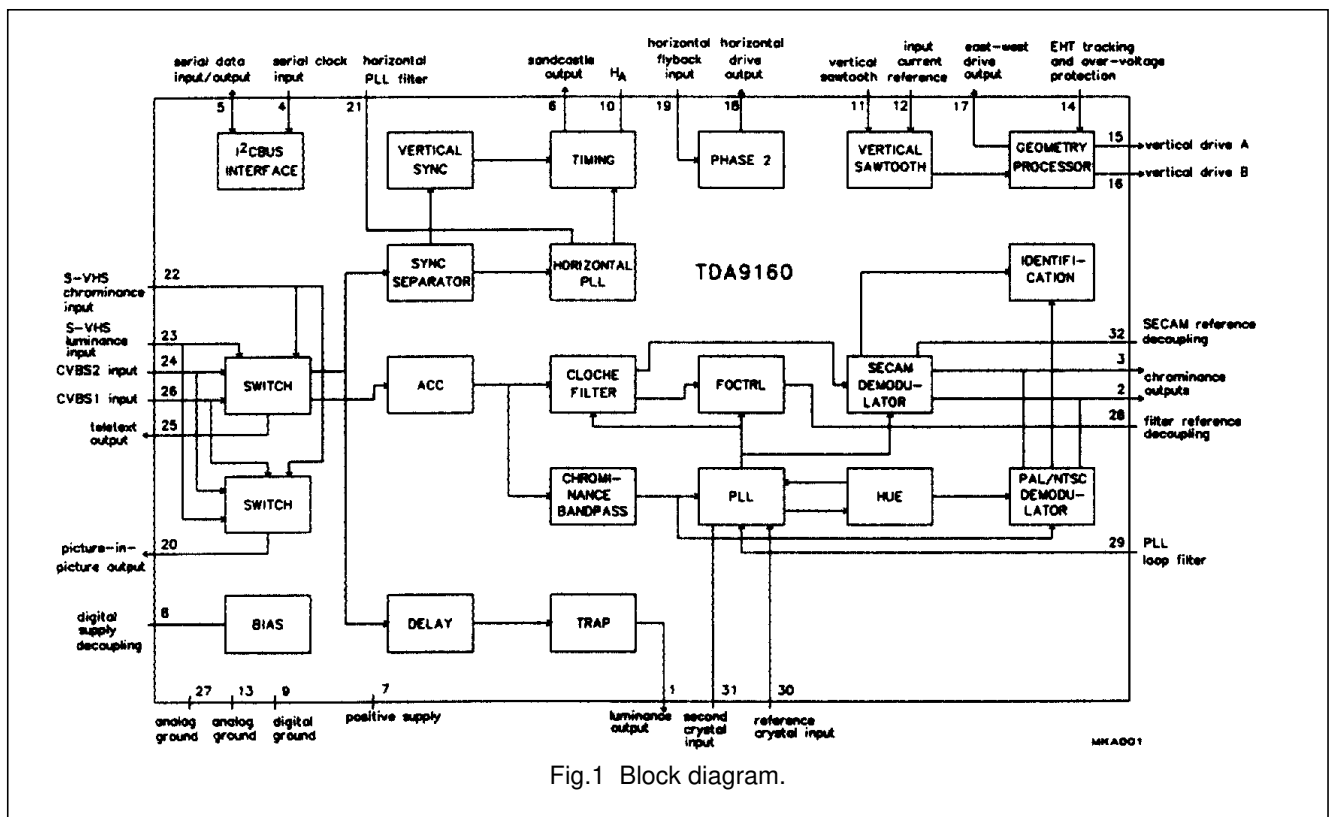 serial data
input/output
serial clock
input
horizontal
PLL filter
sandcastle
output
HA
horizontal
flyback
input
horizontal
drive
output
vertical
sawtooth
input
current
reference
east-west
drive
output
EHT tracking
and over-voltage
protection
5
4
21
6
10
19
18
11
12
17
14
I2CBUS
INTERFACE
VERTICAL
SYNC
TIMING
PHASE 2
VERTICAL
SAWTOOTH
GEOMETRY
PROCESSOR
15
vertical drive A
16
vertical drive B
SYNC
SEPARATOR
HORIZONTAL
PLL
TDA9160
IDENTIFI-
CATION
S-VHS
chrominance
input
22
S-VHS
luminance
input
23
CVBS2 input
24
CVBS1 input
26
teletext
output
25
SWITCH
ACC
CLOCHE
FILTER
FOCTRL
SECAM
DEMODU-
LATOR
32
SECAM reference
decoupling
3
2
chrominance
outputs
28
filter reference
decoupling
SWITCH
CHROMI-
NANCE
BANDPASS
PLL
HUE
PAL/NTSC
DEMODU-
LATOR
20
picture-in-
picture output
29
PLL
loop filter
digital
supply
decoupling
8
BIAS
DELAY
TRAP
27
13
9
7
1
31
30
analog
ground
analog
ground
digital
ground
positive supply
luminance
output
second
crystal
input
reference
crystal input
MKA001
Fig.1 Block diagram.